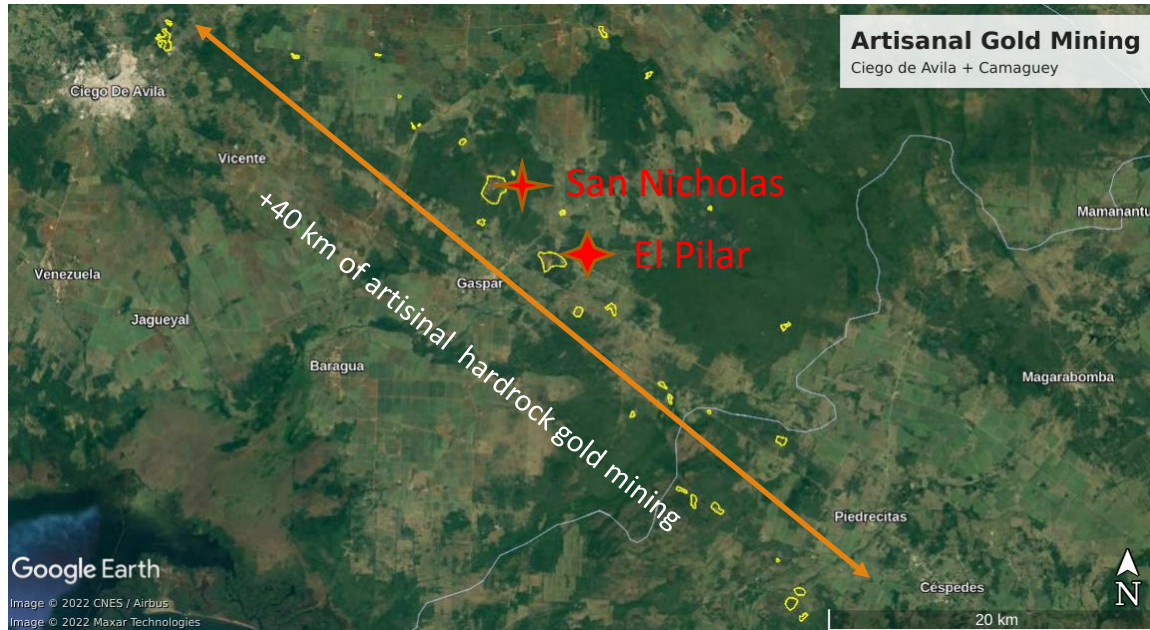 Artisanal Gold Mining
Ciego de Avila + Camaguey
Ciego De Avila
Vicente
San Nicholas
Mamanantu
El Pilar
Venezuela
Gaspar
Jagueyal
+40 km of artisinal hardrock gold mining
Baragua
Magarabomba
Piedrecitas
Céspedes
Google Earth
N
Image © 2022 CNES / Airbus
Image © 2022 Maxar Technologies
20 km